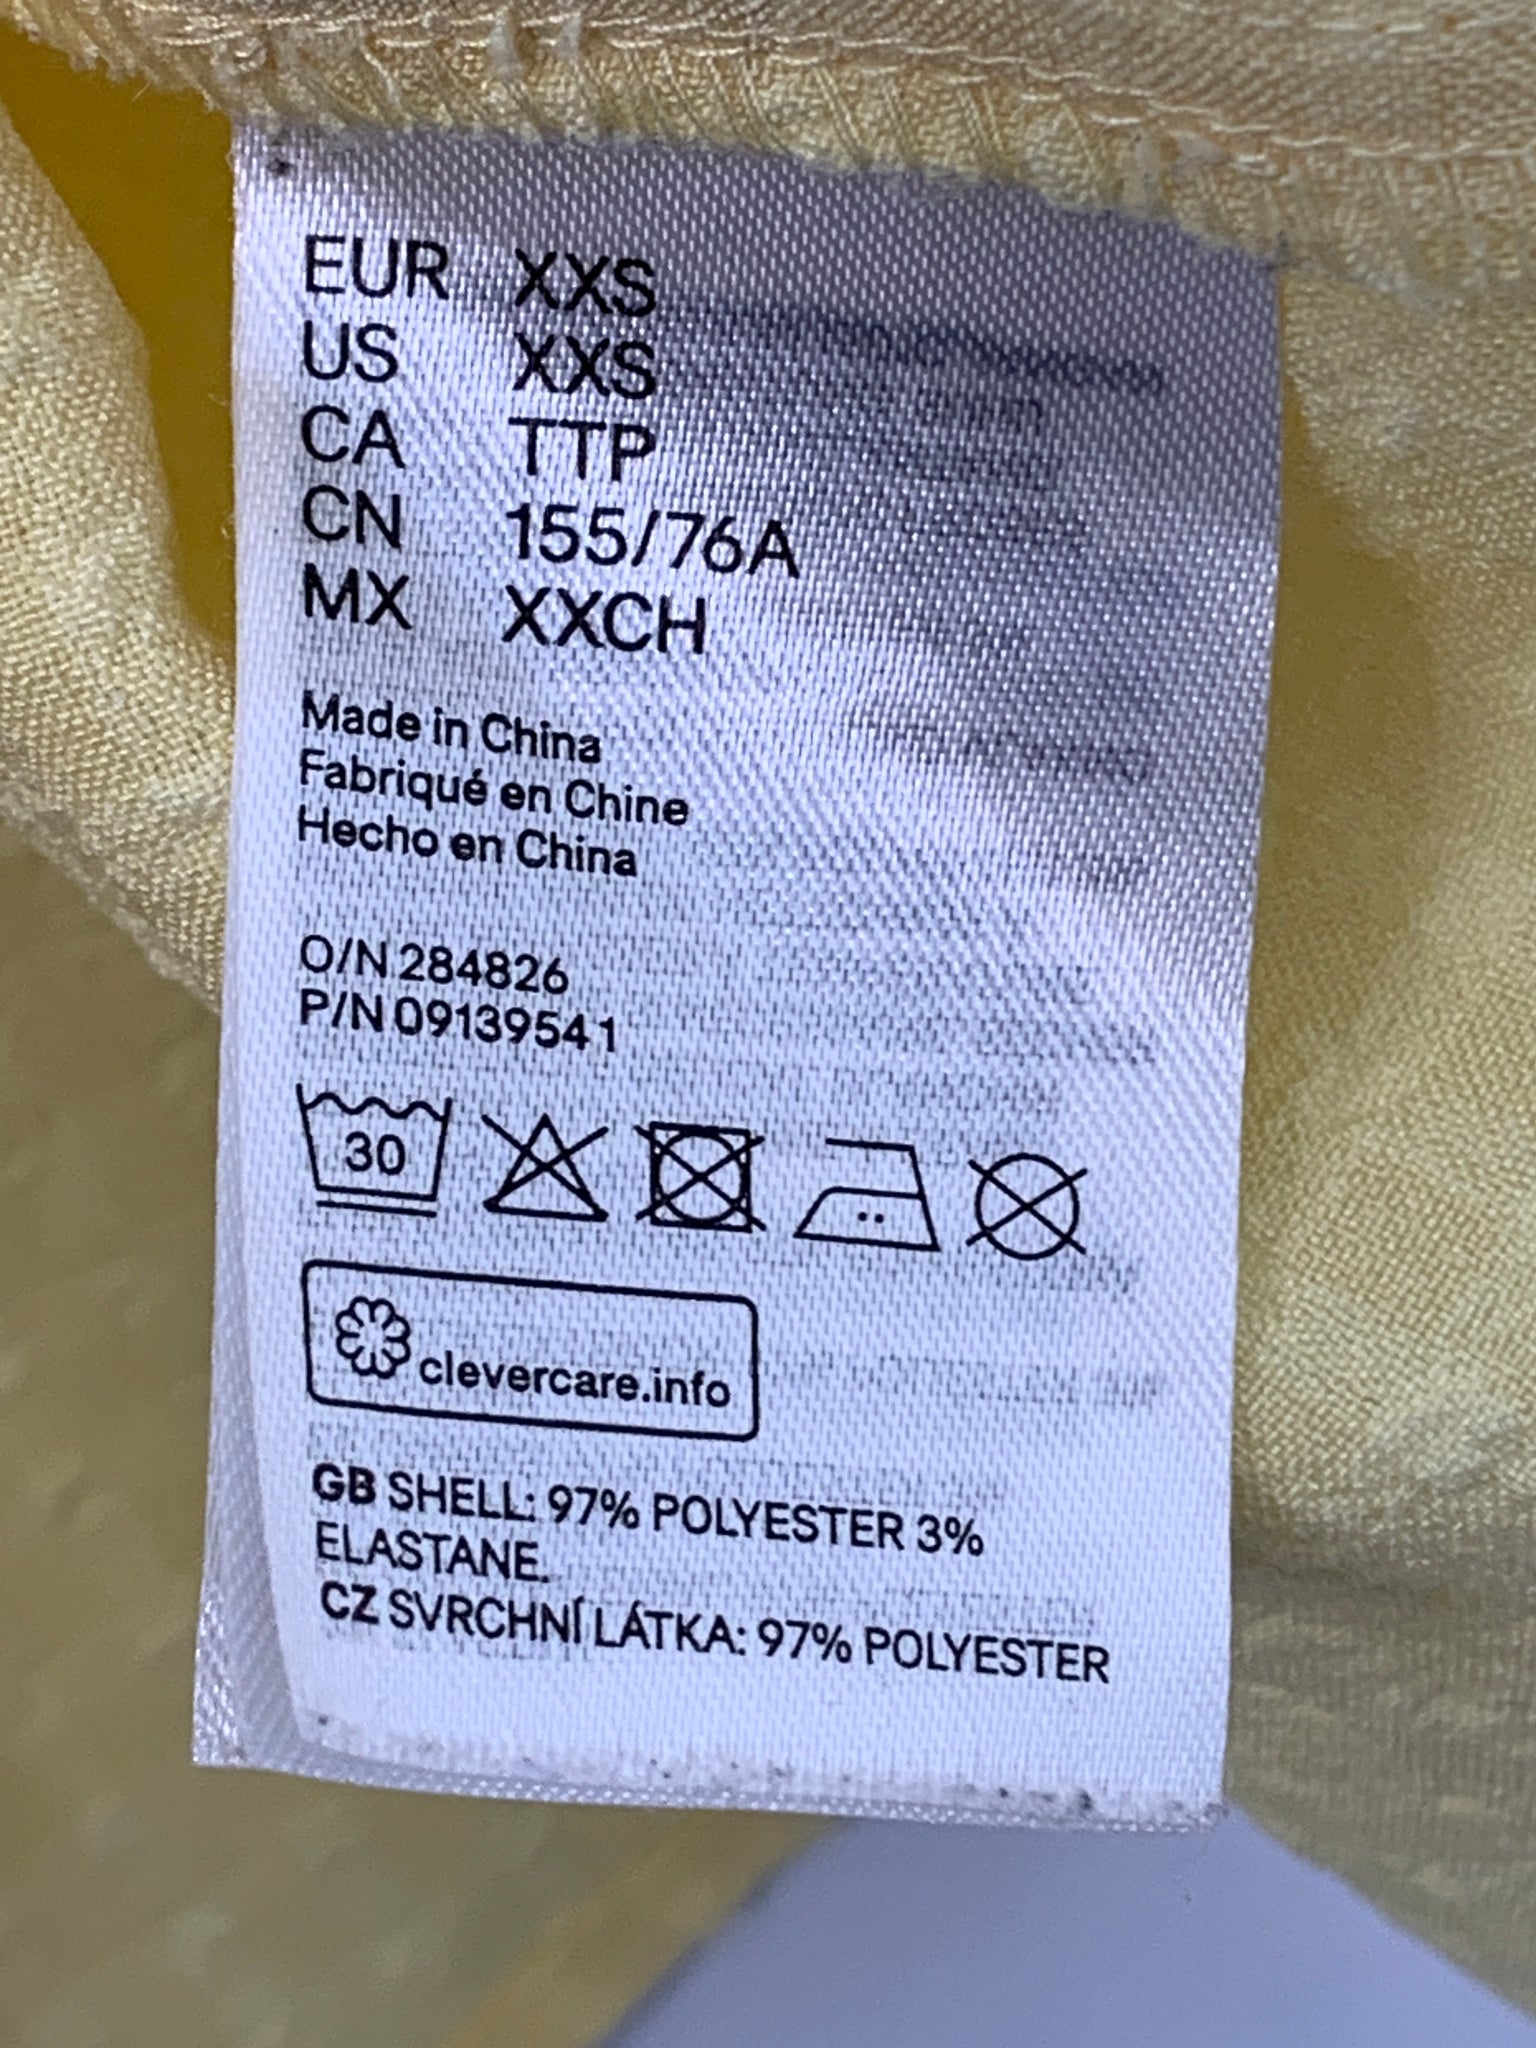 EUR XXS
US XXS
CA TTP
CN 155/76A
MX XXCH
Made in China
Fabriqué en Chine
Hecho en China
O/N 284826
P/N 09139541
30
clevercare.info
GB SHELL: 97% POLYESTER 3%
ELASTANE.
CZ SVRCHNÍ LÁTKA: 97% POLYESTER